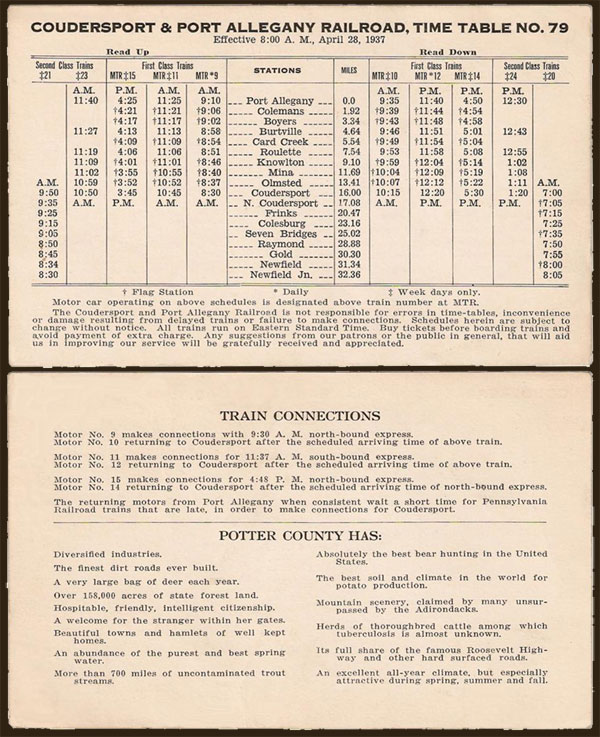 COUDERSPORT & PORT ALLEGANY RAILROAD, TIME TABLE NO. 79
Effective 8:00 A. M., April 28, 1937
Read Up Read Down
Second Class Trains First Class Trains STATIONS MILES First Class Trains Second Class Trains
‡21 ‡23 MTR‡15 MTR‡11 MTR*9 MTR‡10 MTR*12 MTR‡14 ‡24 ‡20
A.M. P.M. A.M. A.M. A.M. P.M. P.M. P.M.
11:40 4:25 11:25 9:10 Port Allegany 0.0 9:35 11:40 4:50 12:30
†4:21 †11:21 †9:06 Colemans 1.92 †9:39 †11:44 †4:54
†4:17 †11:17 †9:02 Boyers 3.34 †9:43 †11:48 †4:58
11:27 4:13 11:13 8:58 Burtville 4.64 9:46 11:51 5:01 12:43
†4:09 †11:09 †8:54 Card Creek 5.54 †9:49 †11:54 †5:04
11:19 4:06 11:06 8:51 Roulette 7.54 9:53 11:58 5:08 12:55
11:09 †4:01 †11:01 †8:46 Knowlton 9.10 †9:59 †12:04 †5:14 1:02
11:02 †3:55 †10:55 †8:40 Mina 11.69 †10:04 †12:09 †5:19 1:08
A.M. 10:59 †3:52 †10:52 †8:37 Olmsted 13.41 †10:07 †12:12 †5:22 1:11 A.M.
9:50 10:50 3:45 10:45 8:30 Coudersport 16.00 10:15 12:20 5:30 1:20 7:00
9:35 A.M. P.M. A.M. A.M. N. Coudersport 17.08 A.M. P.M. P.M. P.M. †7:05
9:25 Frinks 20.47 †7:15
9:15 Colesburg 23.16 7:25
9:05 Seven Bridges 25.02 †7:35
8:50 Raymond 28.88 7:50
8:45 Gold 30.30 7:55
8:34 Newfield 31.34 †8:00
8:30 Newfield Jn. 32.36 8:05
† Flag Station * Daily ‡ Week days only.
Motor car operating on above schedules is designated above train number at MTR.
The Coudersport and Port Allegany Railroad is not responsible for errors in time-tables, inconvenience
or damage resulting from delayed trains or failure to make connections. Schedules herein are subject to
change without notice. All trains run on Eastern Standard Time. Buy tickets before boarding trains and
avoid payment of extra charge. Any suggestions from our patrons or the public in general, that will aid
us in improving our service will be gratefully received and appreciated.
TRAIN CONNECTIONS
Motor No. 9 makes connections with 9:30 A. M. north-bound express.
Motor No. 10 returning to Coudersport after the scheduled arriving time of above train.
Motor No. 11 makes connections for 11:37 A. M, south-bound express.
Motor No. 12 returning to Coudersport after the scheduled arriving time of above train.
Motor No. 15 makes connections for 4:48 P. M. north-bound express.
Motor No. 14 returning to Coudersport after the scheduled arriving time of north-bound express.
The returning motors from Port Allegany when consistent wait a short time for Pennsylvania
Railroad trains that are late, in order to make connections for Coudersport.
POTTER COUNTY HAS:
Diversified industries.
The finest dirt roads ever built.
A very large bag of deer each year.
Over 158,000 acres of state forest land.
Hospitable, friendly, intelligent citizenship.
A welcome for the stranger within her gates.
Beautiful towns and hamlets of well kept
homes.
An abundance of the purest and best spring
water.
More than 700 miles of uncontaminated trout
streams.
Absolutely the best bear hunting in the United
States.
The best soil and climate in the world for
potato production.
Mountain scenery, claimed by many unsur-
passed by the Adirondacks.
Herds of thoroughbred cattle among which
tuberculosis is almost unknown.
Its full share of the famous Roosevelt High-
way and other hard surfaced roads.
An excellent all-year climate, but especially
attractive during spring, summer and fall.